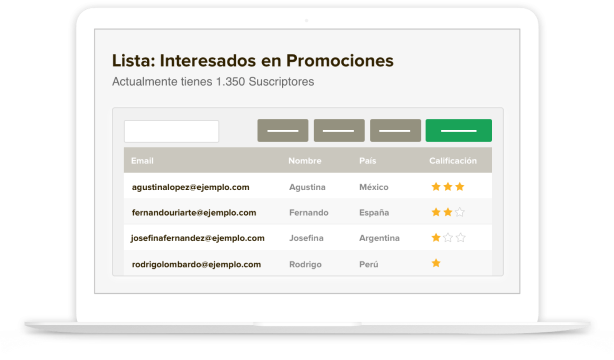 Lista: Interesados en Promociones
Actualmente tienes 1.350 Suscriptores
Email Nombre País Calificación
agustinalopez@ejemplo.com Agustina México
fernandouriarte@ejemplo.com Fernando España
josefinafernandez@ejemplo.com Josefina Argentina
rodrigolombardo@ejemplo.com Rodrigo Perú